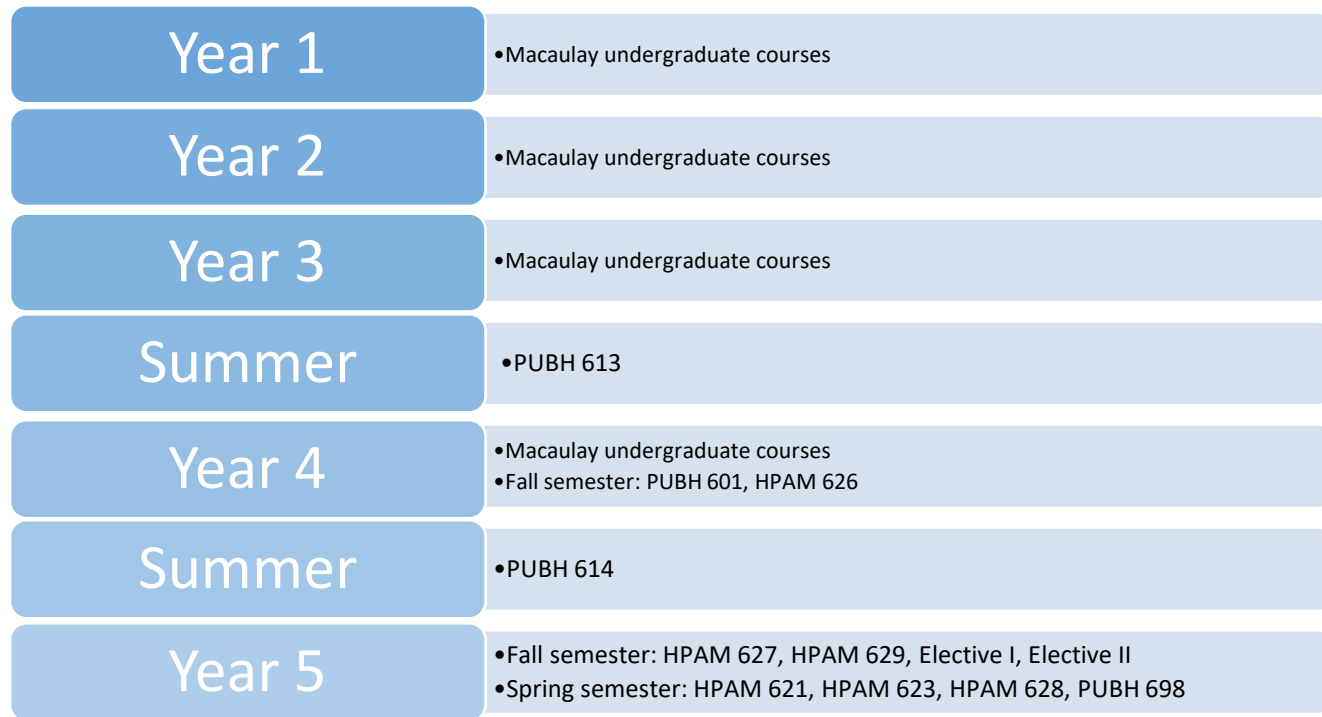 Year 1
•Macaulay undergraduate courses
Year 2
•Macaulay undergraduate courses
Year 3
•Macaulay undergraduate courses
Summer
•PUBH 613
Year 4
•Macaulay undergraduate courses
•Fall semester: PUBH 601, HPAM 626
Summer
•PUBH 614
Year 5
•Fall semester: HPAM 627, HPAM 629, Elective I, Elective II
•Spring semester: HPAM 621, HPAM 623, HPAM 628, PUBH 698